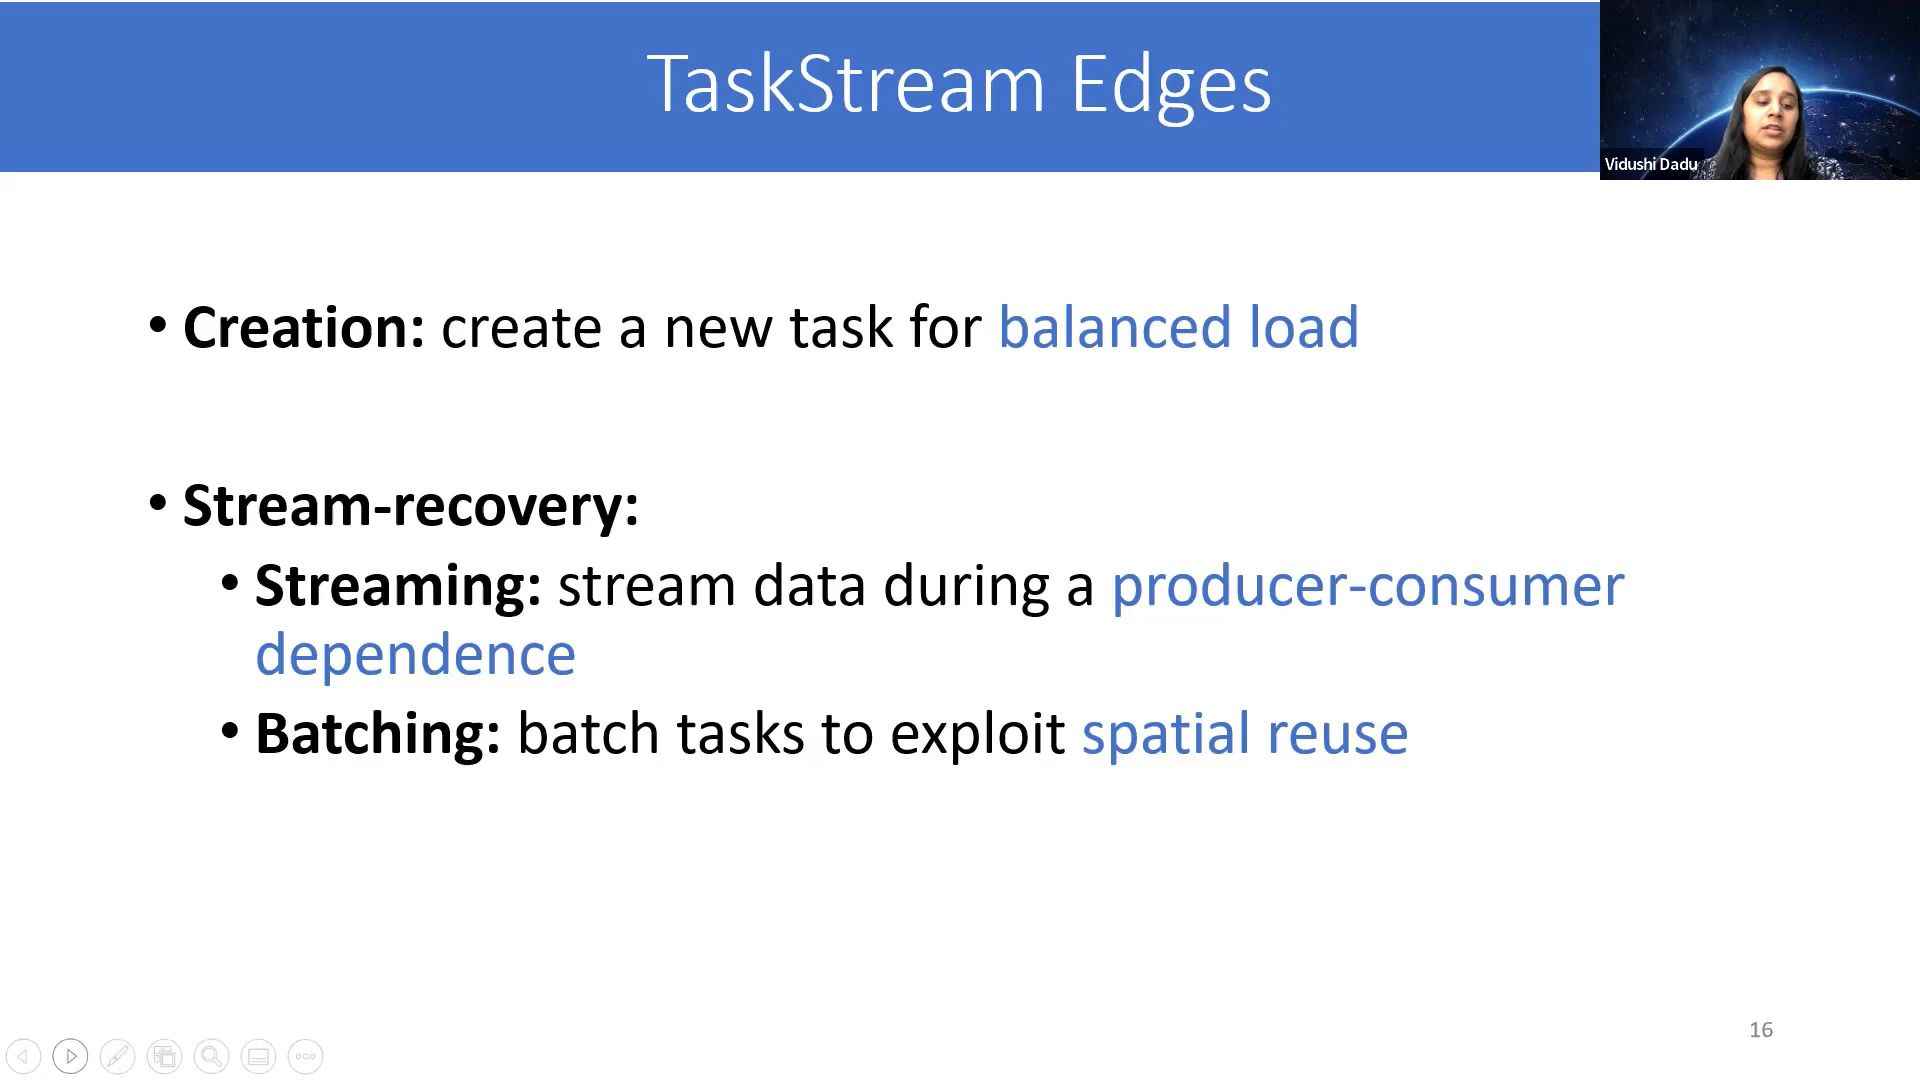 TaskStream Edges
Vidushi Dadu
• Creation: create a new task for balanced load
• Stream-recovery:
• Streaming: stream data during a producer-consumer
dependence
• Batching: batch tasks to exploit spatial reuse
16